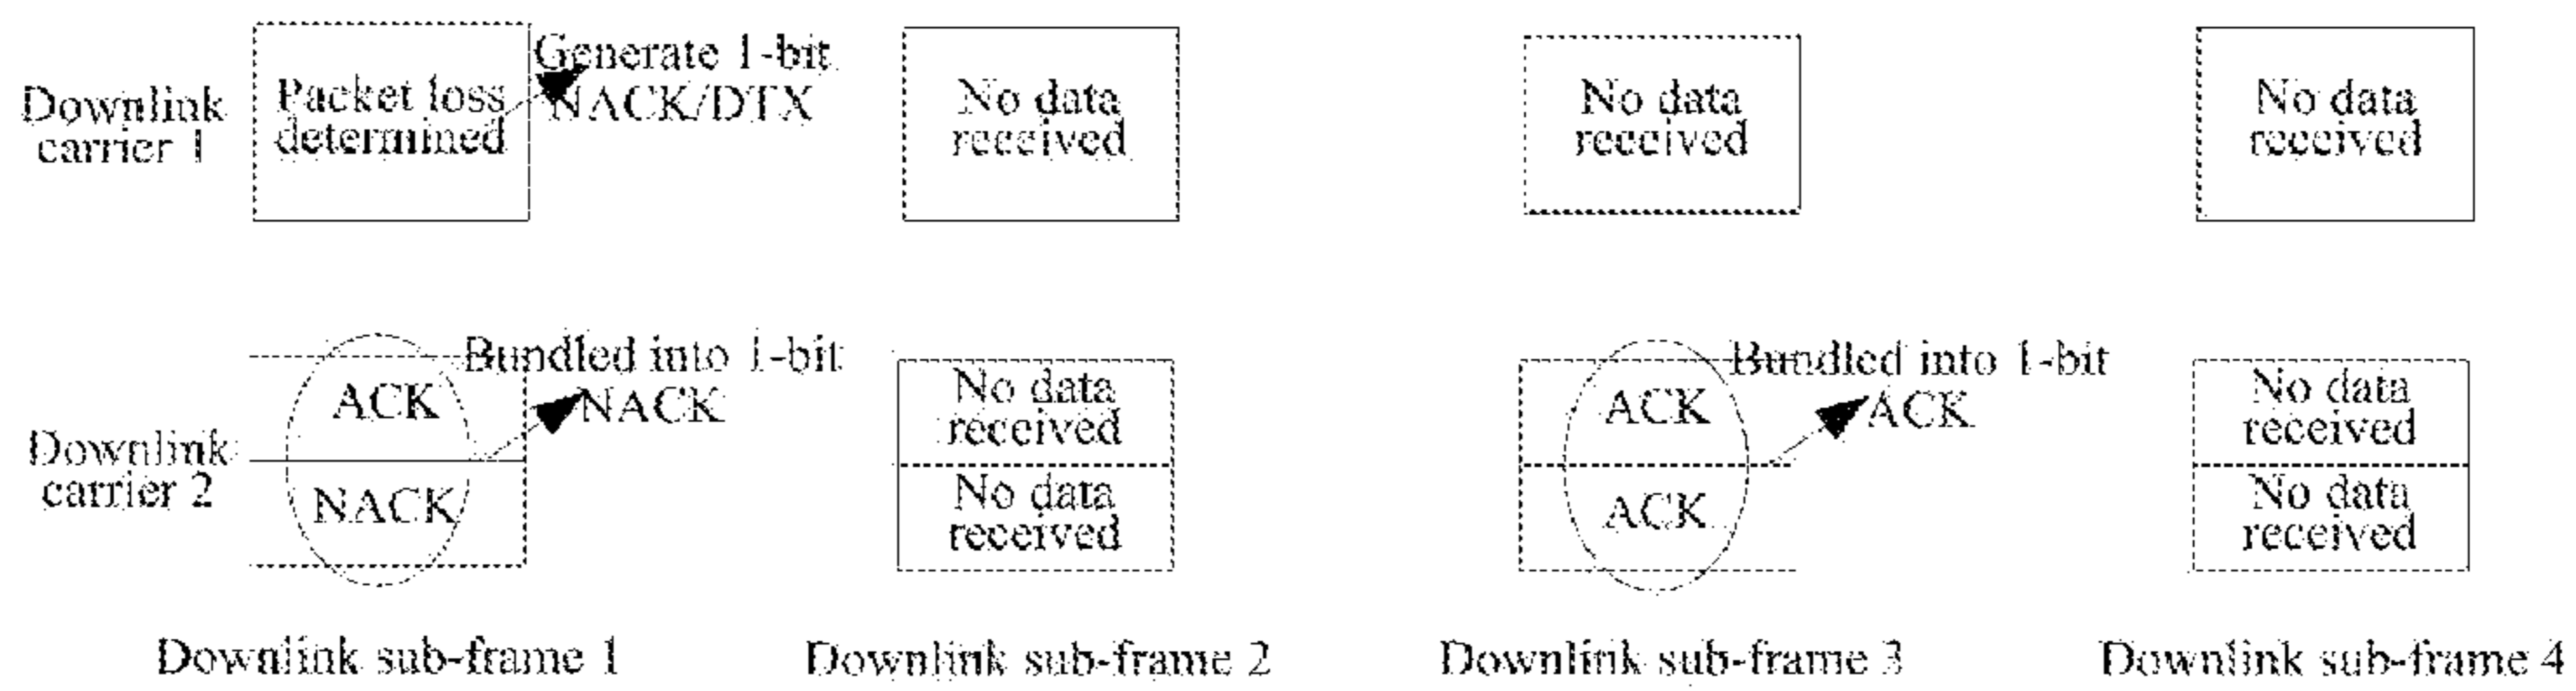 Downlink
carrier 1
Packet loss
determined
Generate 1-bit
NACK/DTX
No data
received
No data
received
No data
received
Downlink
carrier 2
ACK
NACK
Bundled into 1-bit
NACK
No data
received
No data
received
ACK
ACK
Bundled into 1-bit
ACK
No data
received
No data
received
Downlink sub-frame 1
Downlink sub-frame 2
Downlink sub-frame 3
Downlink sub-frame 4